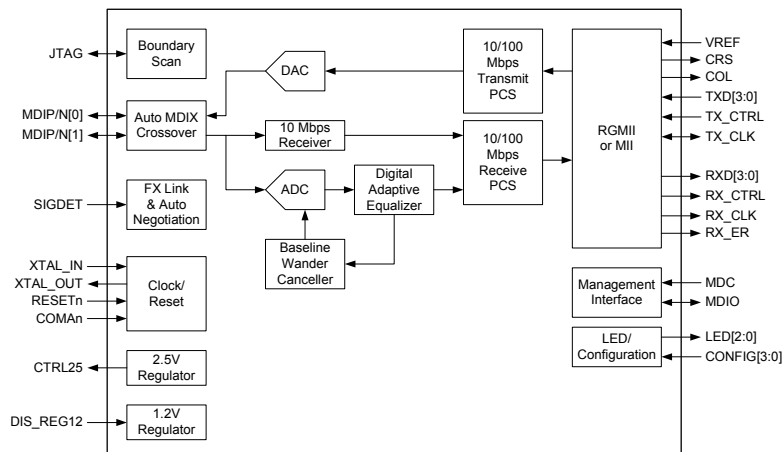 JTAG
Boundary
Scan
MDIP/N[0]
MDIP/N[1]
Auto MDIX
Crossover
SIGDET
FX Link
& Auto
Negotiation
XTAL_IN
XTAL_OUT
RESETn
COMAn
Clock/
Reset
CTRL25
2.5V
Regulator
DIS_REG12
1.2V
Regulator
DAC
10 Mbps
Receiver
ADC
Digital
Adaptive
Equalizer
Baseline
Wander
Canceller
10/100
Mbps
Transmit
PCS
10/100
Mbps
Receive
PCS
RGMII
or MII
Management
Interface
LED/
Configuration
VREF
CRS
COL
TXD[3:0]
TX_CTRL
TX_CLK
RXD[3:0]
RX_CTRL
RX_CLK
RX_ER
MDC
MDIO
LED[2:0]
CONFIG[3:0]